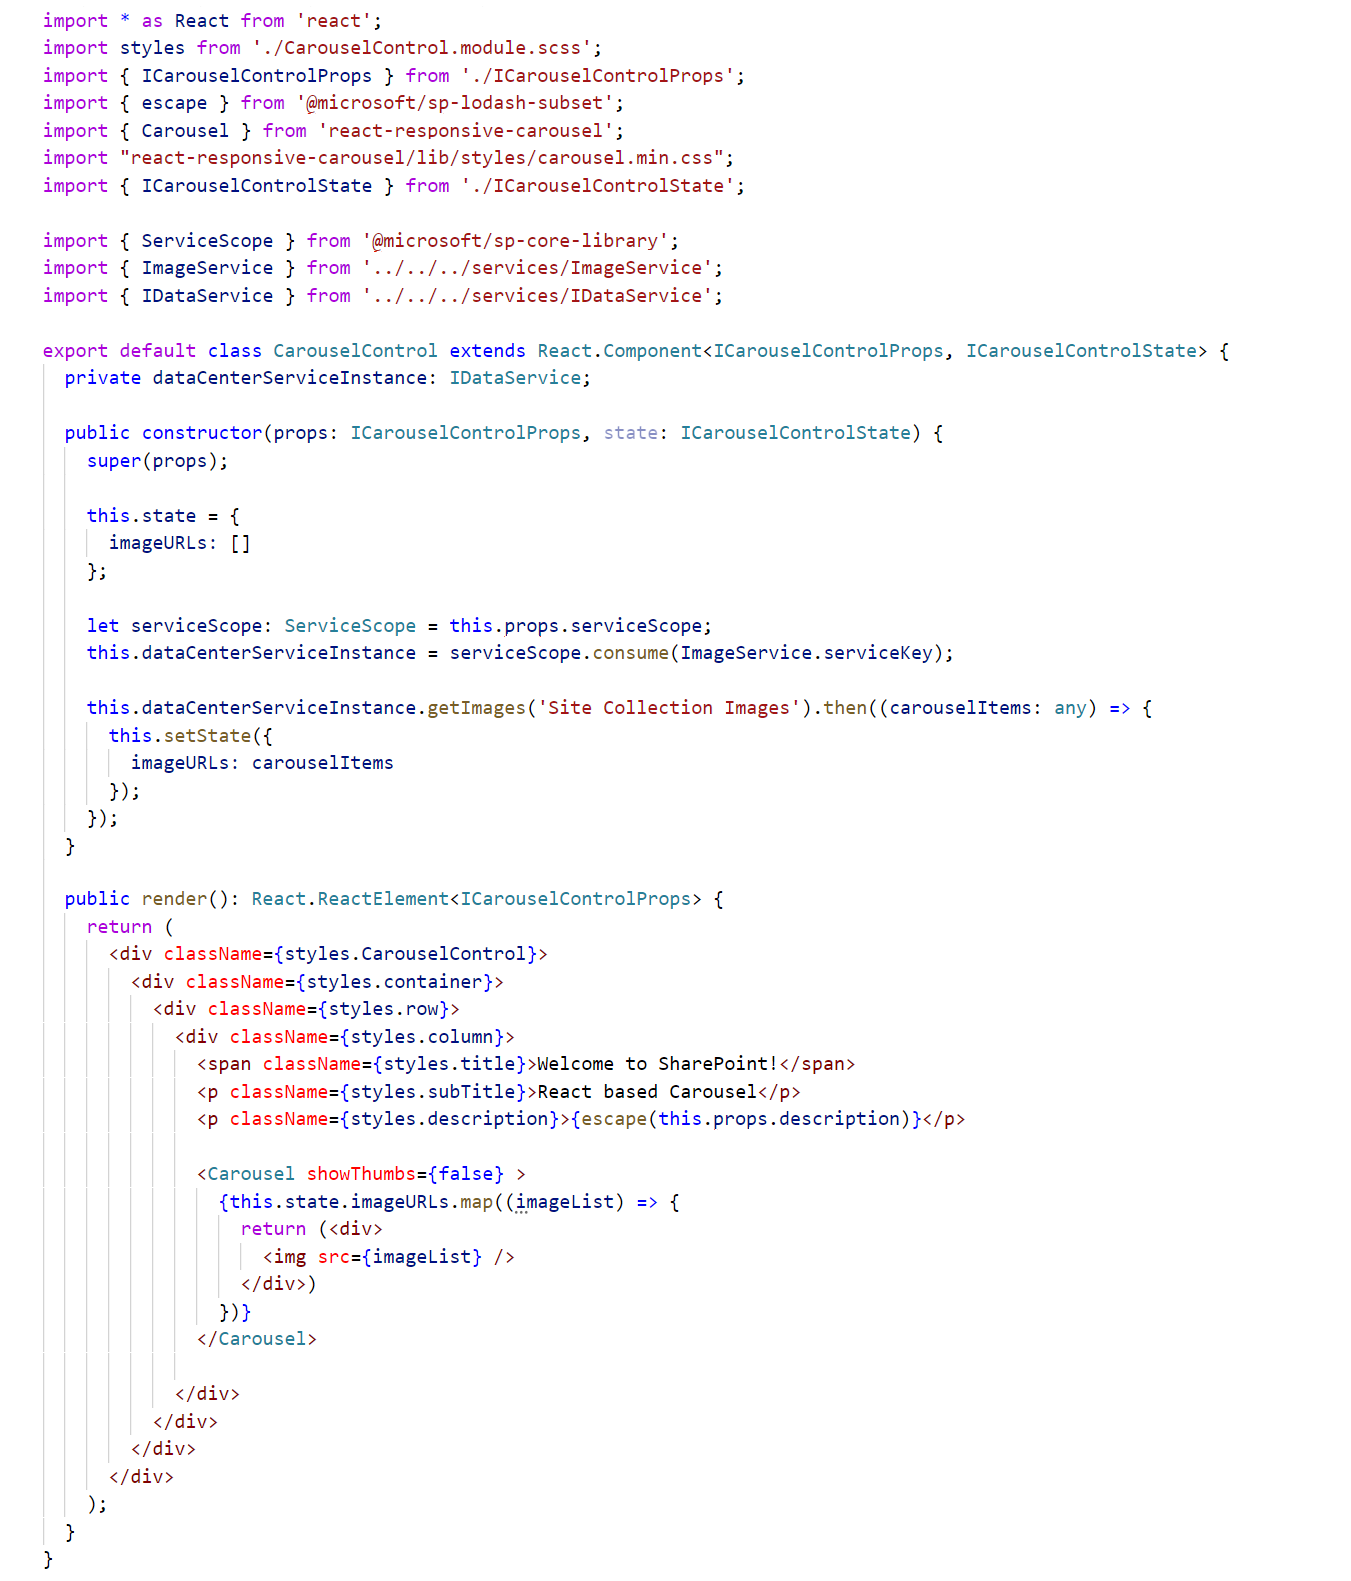 import * as React from 'react';
import styles from './CarouselControl.module.scss';
import { ICarouselControlProps } from './ICarouselControlProps';
import { escape } from '@microsoft/sp-lodash-subset';
import { Carousel } from 'react-responsive-carousel';
import "react-responsive-carousel/lib/styles/carousel.min.css";
import { ICarouselControlState } from './ICarouselControlState';

import { ServiceScope } from '@microsoft/sp-core-library';
import { ImageService } from '../../../services/ImageService';
import { IDataService } from '../../../services/IDataService';

export default class CarouselControl extends React.Component<ICarouselControlProps, ICarouselControlState> {
  private dataCenterServiceInstance: IDataService;

  public constructor(props: ICarouselControlProps, state: ICarouselControlState) {
    super(props);

    this.state = {
      imageURLs: []
    };

    let serviceScope: ServiceScope = this.props.serviceScope;
    this.dataCenterServiceInstance = serviceScope.consume(ImageService.serviceKey);

    this.dataCenterServiceInstance.getImages('Site Collection Images').then((carouselItems: any) => {
      this.setState({
        imageURLs: carouselItems
      });
    });
  }

  public render(): React.ReactElement<ICarouselControlProps> {
    return (
      <div className={styles.CarouselControl}>
        <div className={styles.container}>
          <div className={styles.row}>
            <div className={styles.column}>
              <span className={styles.title}>Welcome to SharePoint!</span>
              <p className={styles.subTitle}>React based Carousel</p>
              <p className={styles.description}>{escape(this.props.description)}</p>

              <Carousel showThumbs={false} >
                {this.state.imageURLs.map((imageList) => {
                  return (<div>
                    <img src={imageList} />
                  </div>)
                })}
              </Carousel>

            </div>
          </div>
        </div>
      </div>
    );
  }
}